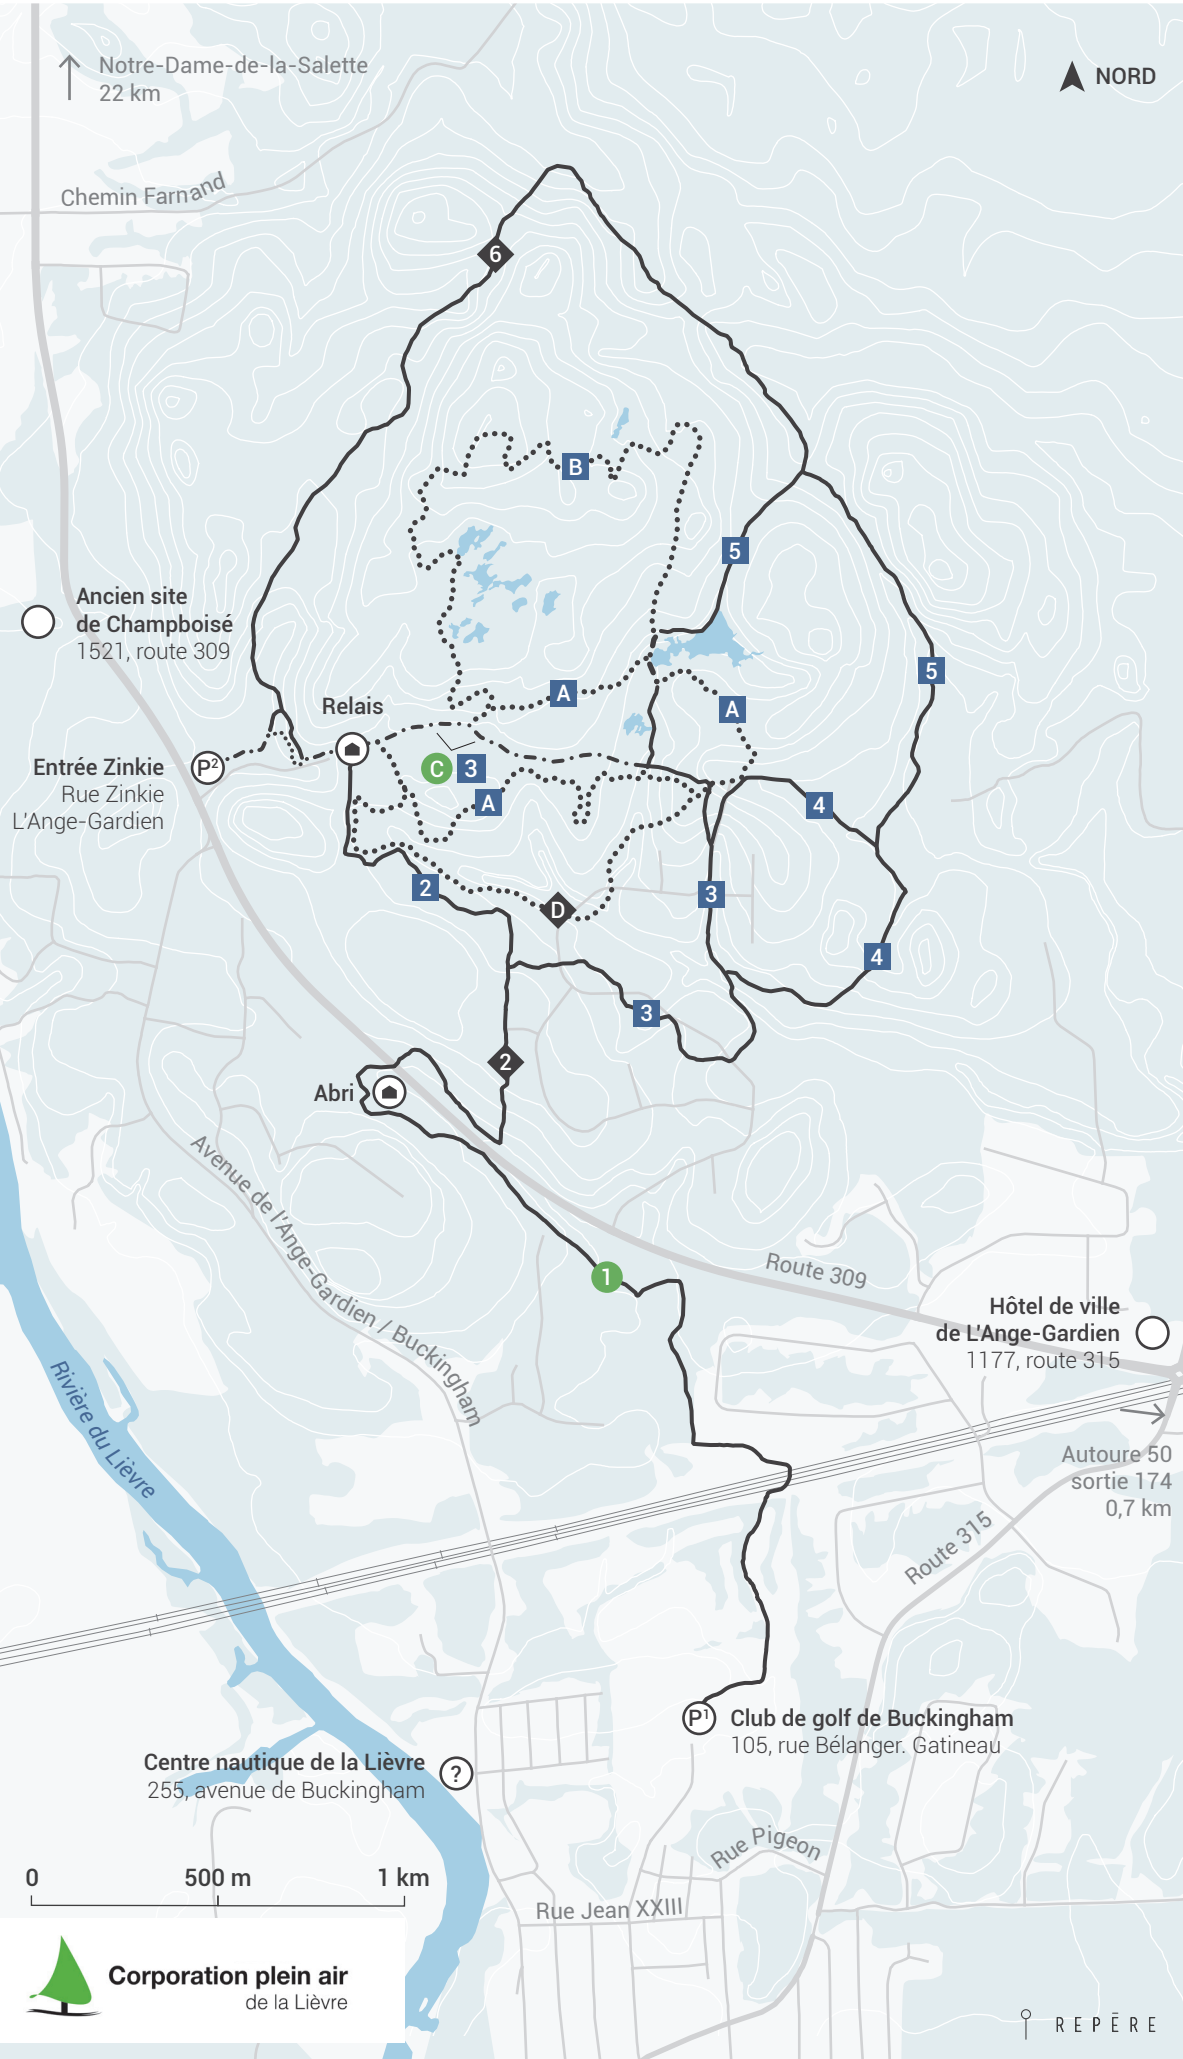 Notre-Dame-de-la-Salette
22 km
NORD
Chemin Farnand
6
B
5
Ancien site
de Champboisé
1521, route 309
5
A
Relais
A
Entrée Zinkie
Rue Zinkie
L'Ange-Gardien
P2
C
3
A
4
2
3
D
4
3
2
Abri
Avenue de l'Ange-Gardien / Buckingham
1
Route 309
Hôtel de ville
de L'Ange-Gardien
1177, route 315
Rivière du Lièvre
Autoure 50
sortie 174
0,7 km
Route 315
P1
Club de golf de Buckingham
105, rue Bélanger. Gatineau
Centre nautique de la Lièvre
255, avenue de Buckingham
?
Rue Pigeon
0 500 m 1 km
Rue Jean XXIII
Corporation plein air
de la Lièvre
REPĒRE